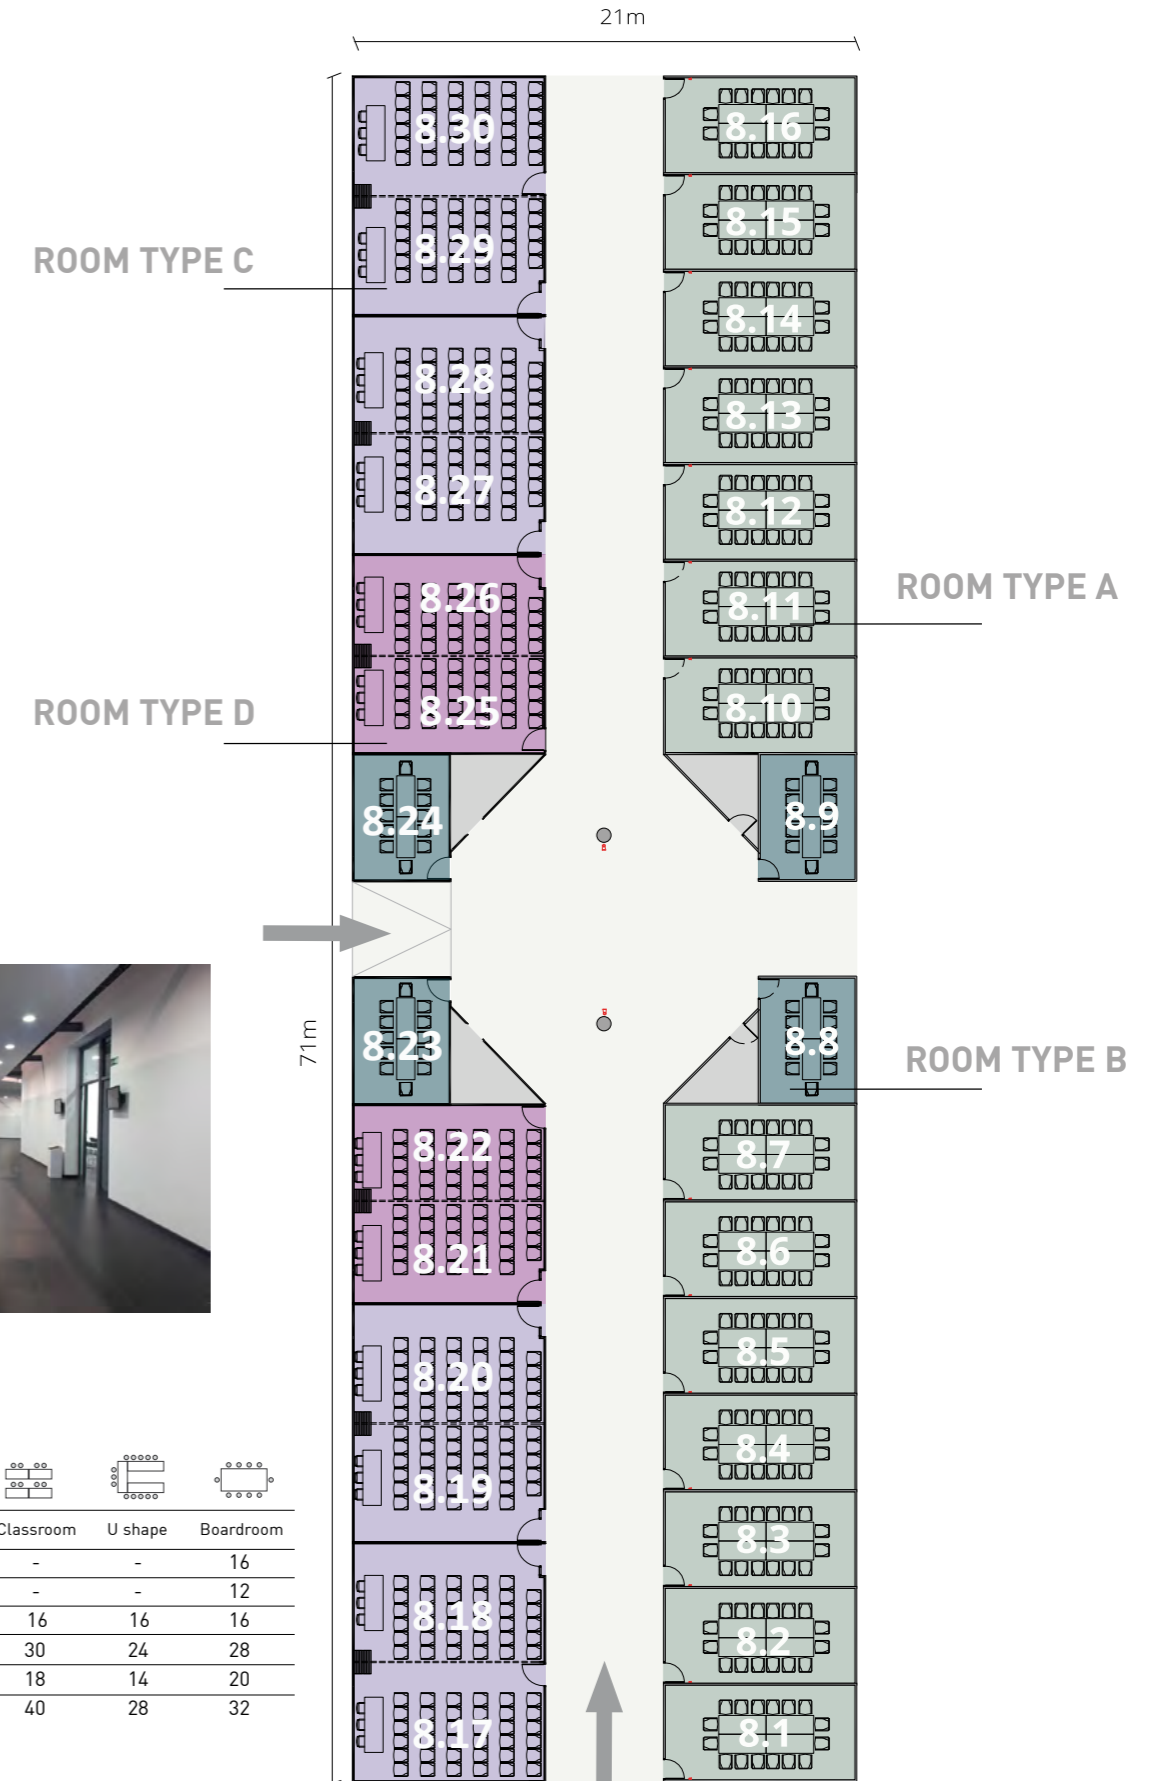 21m
8.30
8.16
8.15
8.29
ROOM TYPE C
8.14
8.28
8.13
8.27
8.12
8.26
8.11
ROOM TYPE A
8.25
8.10
ROOM TYPE D
8.24
8.9
71m
8.23
8.8
ROOM TYPE B
8.22
8.7
8.21
8.6
8.20
8.5
8.19
8.4
8.18
8.3
8.2
8.17
8.1
Classroom U shape Boardroom
- - 16
- - 12
16 16 16
30 24 28
18 14 20
40 28 32